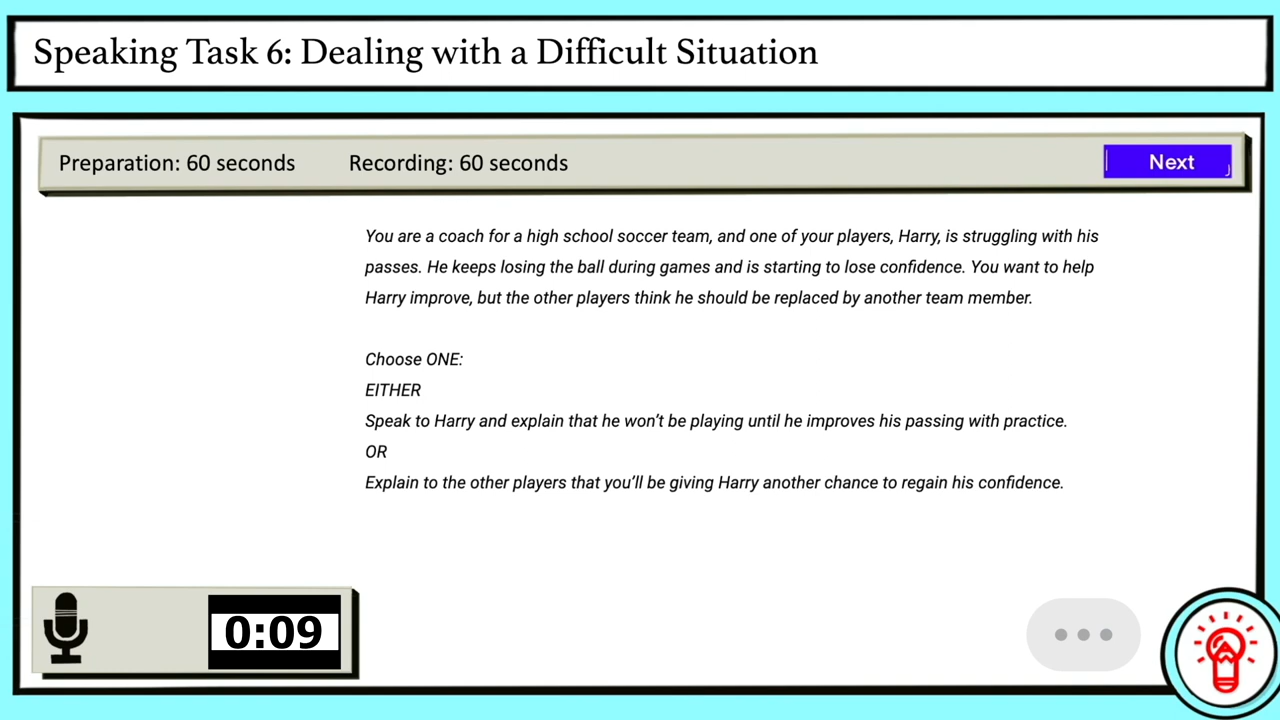 Speaking Task 6: Dealing with a Difficult Situation
Preparation: 60 seconds Recording: 60 seconds Next
You are a coach for a high school soccer team, and one of your players, Harry, is struggling with his
passes. He keeps losing the ball during games and is starting to lose confidence. You want to help
Harry improve, but the other players think he should be replaced by another team member.
Choose ONE:
EITHER
Speak to Harry and explain that he won’t be playing until he improves his passing with practice.
OR
Explain to the other players that you’ll be giving Harry another chance to regain his confidence.
0:09